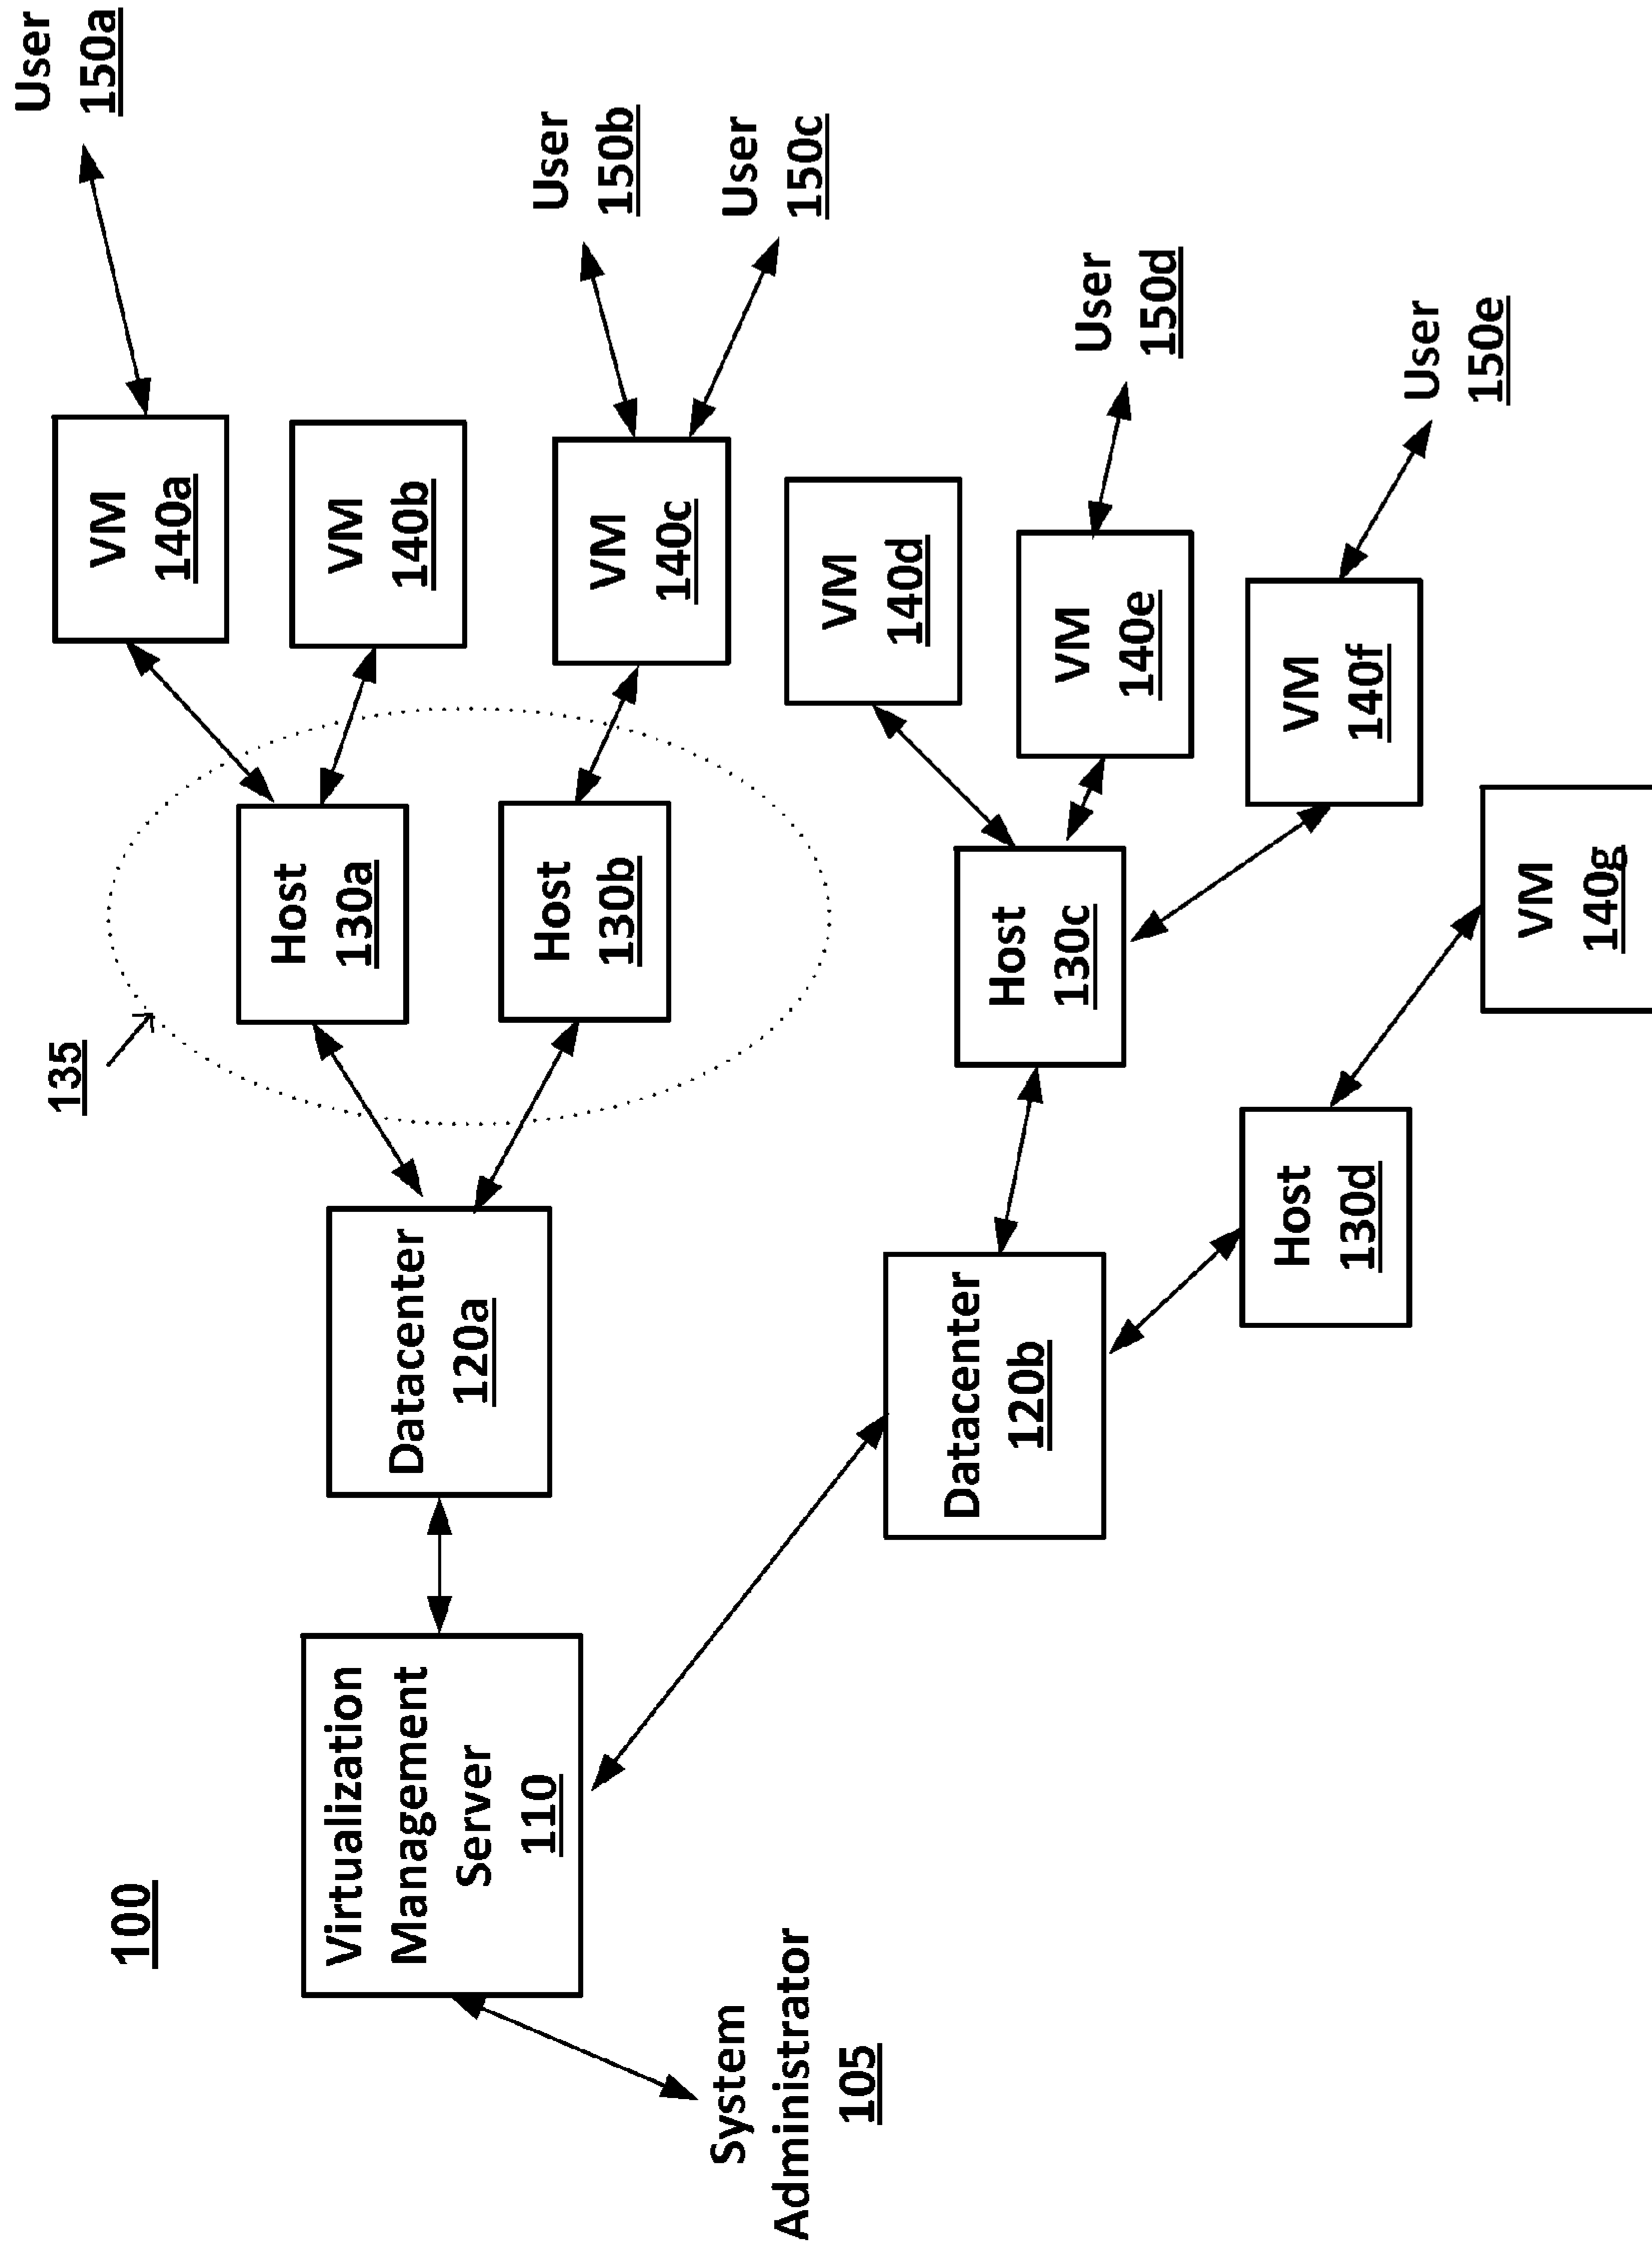 100
System
Administrator
105
Virtualization
Management
Server
110
Datacenter
120a
Datacenter
120b
135
Host
130a
Host
130b
Host
130c
Host
130d
VM
140a
VM
140b
VM
140c
VM
140d
VM
140e
VM
140f
VM
140g
User
150a
User
150b
User
150c
User
150d
User
150e